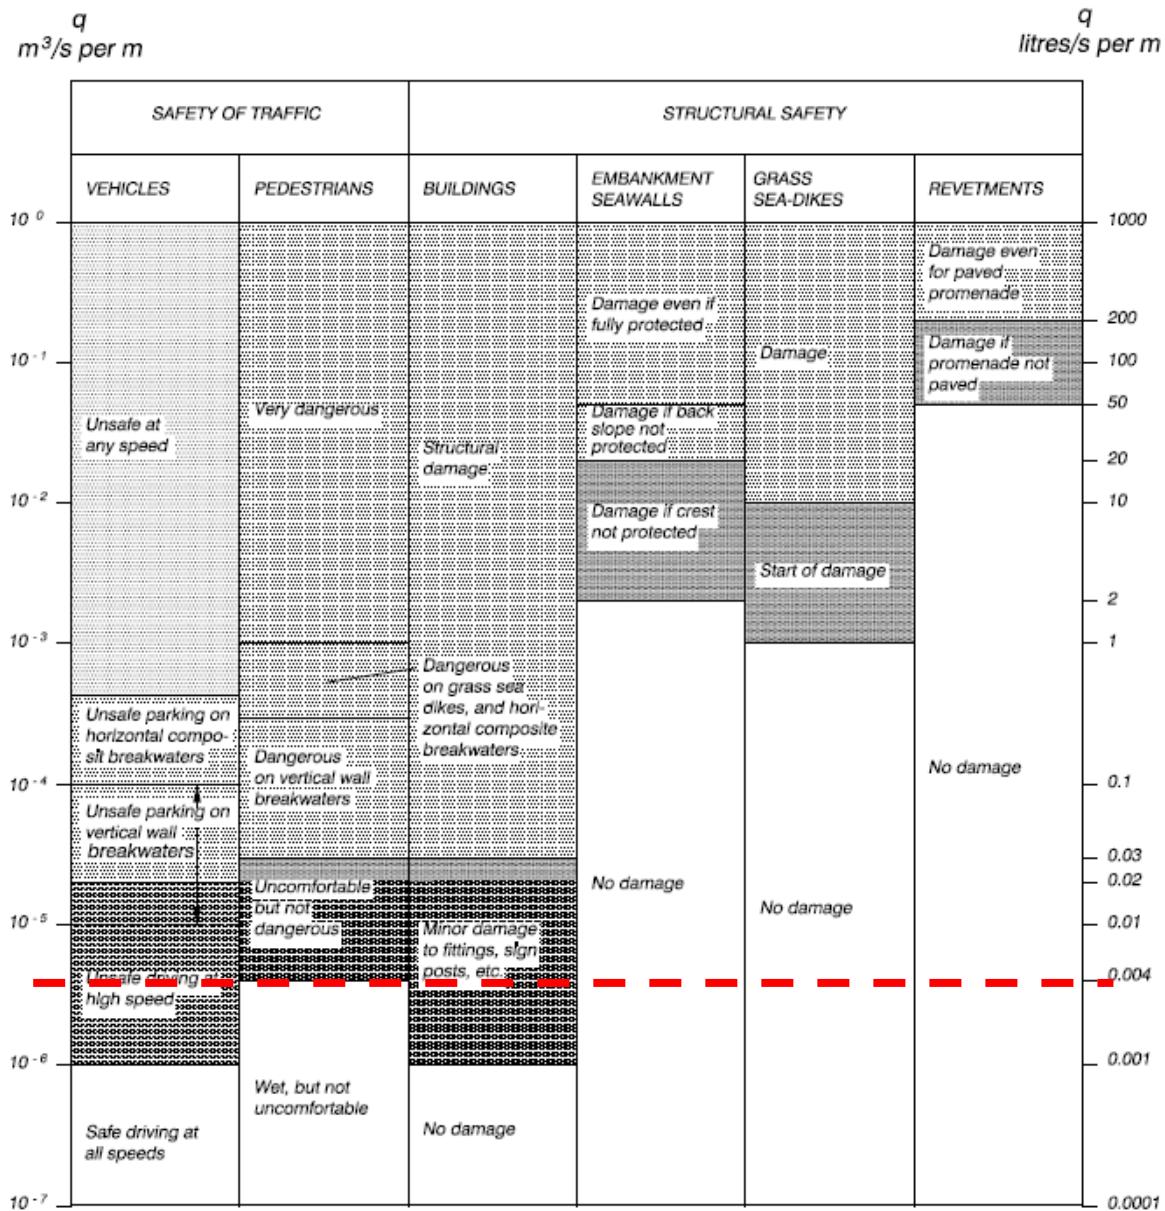 q
m³/s per m
q
litres/s per m
SAFETY OF TRAFFIC
STRUCTURAL SAFETY
VEHICLES
PEDESTRIANS
BUILDINGS
EMBANKMENT
SEAWALLS
GRASS
SEA-DIKES
REVETMENTS
10⁰
10⁻¹
10⁻²
10⁻³
10⁻⁴
10⁻⁵
10⁻⁶
10⁻⁷
Unsafe at
any speed
Unsafe parking on
horizontal compo-
sit breakwaters
Unsafe parking on
vertical wall
breakwaters
Unsafe driving at
high speed
Safe driving at
all speeds
Very dangerous
Dangerous
on vertical wall
breakwaters
Uncomfortable
but not
dangerous
Wet, but not
uncomfortable
Structural
damage
Dangerous
on grass sea
dikes, and hori-
zontal composite
breakwaters
Minor damage
to fittings, sign
posts, etc.
No damage
Damage even if
fully protected
Damage if back
slope not
protected
Damage if crest
not protected
No damage
Damage
Start of damage
No damage
Damage even
for paved
promenade
Damage if
promenade not
paved
No damage
1000
200
100
50
20
10
2
1
0.1
0.03
0.02
0.01
0.004
0.001
0.0001